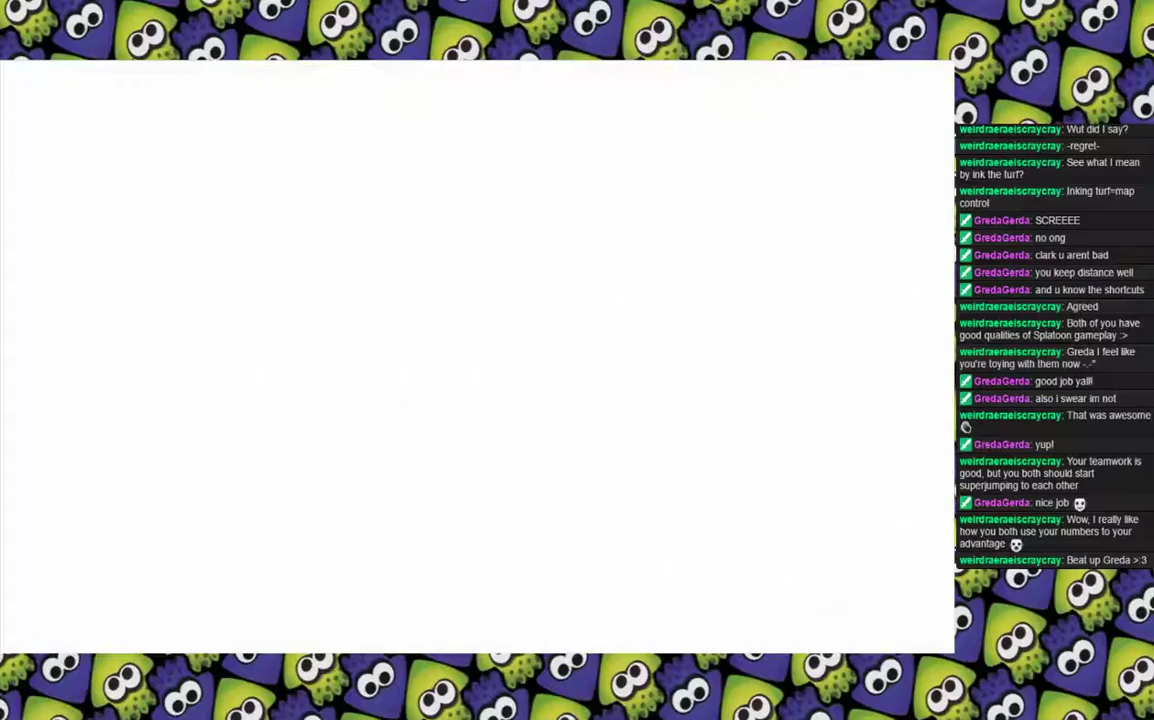 weirdraeraeiscraycray: Wut did I say?
weirdraeraeiscraycray: -regret-
weirdraeraeiscraycray: See what I mean
by ink the turf?
weirdraeraeiscraycray: Inking turf=map
control
GredaGerda: SCREEEE
GredaGerda: no ong
GredaGerda: clark u arent bad
GredaGerda: you keep distance well
GredaGerda: and u know the shortcuts
weirdraeraeiscraycray: Agreed
weirdraeraeiscraycray: Both of you have
good qualities of Splatoon gameplay :>
weirdraeraeiscraycray: Greda I feel like
you're toying with them now -.-"
GredaGerda: good job yall!
GredaGerda: also i swear im not
weirdraeraeiscraycray: That was awesome
GredaGerda: yup!
weirdraeraeiscraycray: Your teamwork is
good, but you both should start
superjumping to each other
GredaGerda: nice job
weirdraeraeiscraycray: Wow, I really like
how you both use your numbers to your
advantage
weirdraeraeiscraycray: Beat up Greda >:3